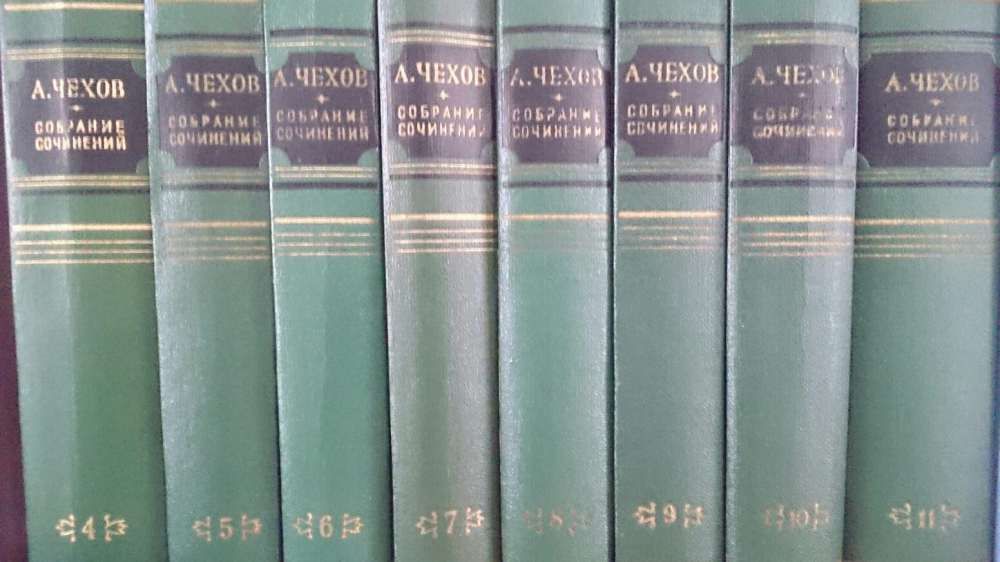 А. ЧЕХОВ
СОБРАНИЕ
СОЧИНЕНИЙ
4
А. ЧЕХОВ
СОБРАНИЕ
СОЧИНЕНИЙ
5
А. ЧЕХОВ
СОБРАНИЕ
СОЧИНЕНИЙ
6
А. ЧЕХОВ
СОБРАНИЕ
СОЧИНЕНИЙ
7
А. ЧЕХОВ
СОБРАНИЕ
СОЧИНЕНИЙ
8
А. ЧЕХОВ
СОБРАНИЕ
СОЧИНЕНИЙ
9
А. ЧЕХОВ
СОБРАНИЕ
СОЧИНЕНИЙ
10
А. ЧЕХОВ
СОБРАНИЕ
СОЧИНЕНИЙ
11